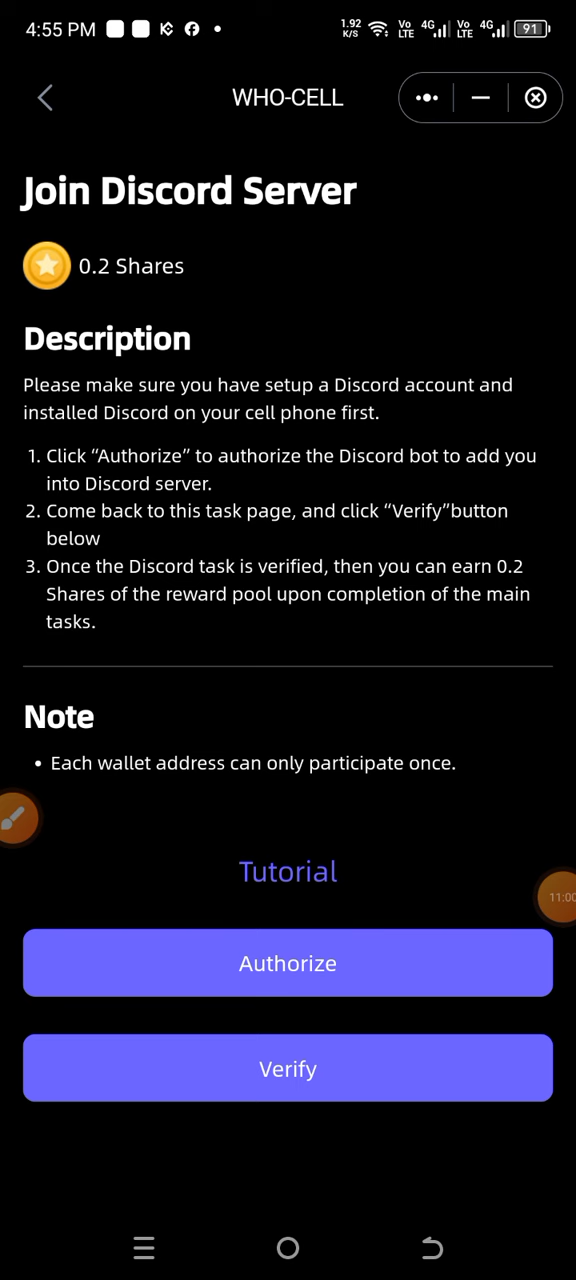 4:55 PM
1.92 K/S
Vo LTE 4G Vo LTE 4G 91
WHO-CELL
Join Discord Server
0.2 Shares
Description
Please make sure you have setup a Discord account and
installed Discord on your cell phone first.
1. Click “Authorize” to authorize the Discord bot to add you
into Discord server.
2. Come back to this task page, and click “Verify”button
below
3. Once the Discord task is verified, then you can earn 0.2
Shares of the reward pool upon completion of the main
tasks.
Note
• Each wallet address can only participate once.
Tutorial
11:00
Authorize
Verify